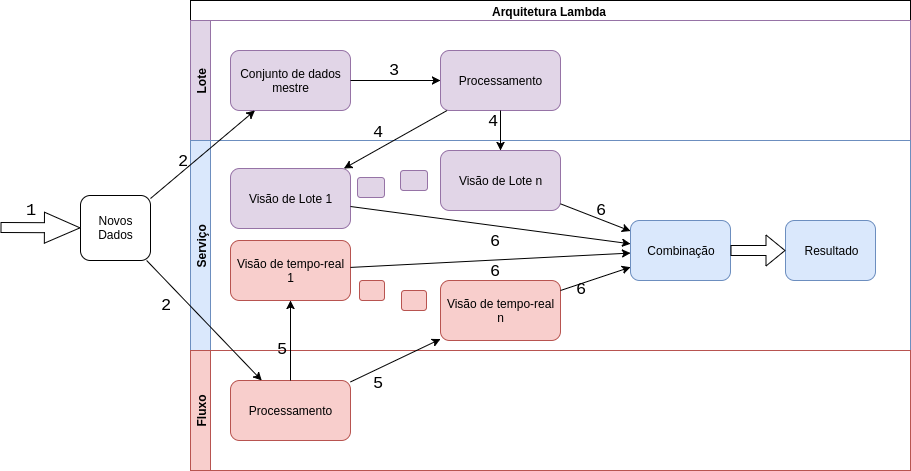 Arquitetura Lambda
Lote
Conjunto de dados
mestre
3
Processamento
4
4
2
1
Novos
Dados
2
Serviço
Visão de Lote 1
Visão de Lote n
6
6
Visão de tempo-real
1
6
Visão de tempo-real
n
6
Combinação
Resultado
5
5
Fluxo
Processamento